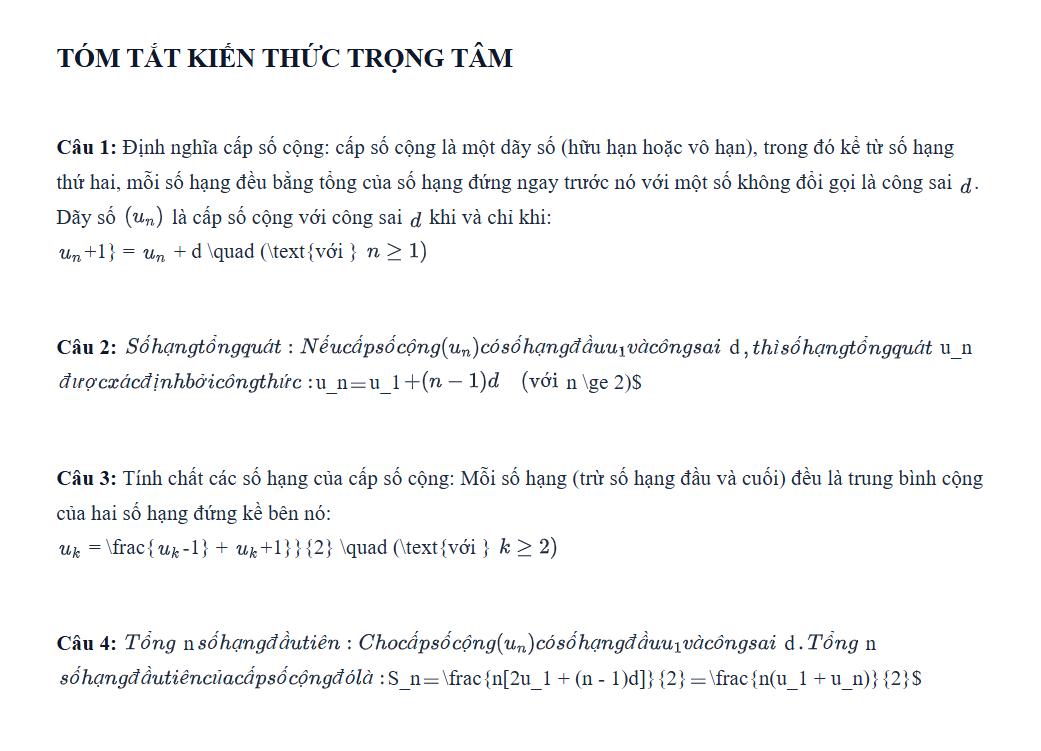 TÓM TẮT KIẾN THỨC TRỌNG TÂM
Câu 1: Định nghĩa cấp số cộng: cấp số cộng là một dãy số (hữu hạn hoặc vô hạn), trong đó kể từ số hạng
thứ hai, mỗi số hạng đều bằng tổng của số hạng đứng ngay trước nó với một số không đổi gọi là công sai d.
Dãy số (uₙ) là cấp số cộng với công sai d khi và chỉ khi:
uₙ+1} = uₙ + d \quad (\text{với } n ≥ 1)
Câu 2: Sốhạngtổngquát : Nếucấpsốcộng(uₙ)cósốhạngđầuu₁vàcôngsai d,thìsốhạngtổngquát u_n
đượcxácđịnhbởicôngthức :u_n=u_1+(n − 1)d (với n \ge 2)$
Câu 3: Tính chất các số hạng của cấp số cộng: Mỗi số hạng (trừ số hạng đầu và cuối) đều là trung bình cộng
của hai số hạng đứng kề bên nó:
uₖ =\frac{uₖ-1} + uₖ+1}}{2} \quad (\text{với } k ≥ 2)
Câu 4: Tổng n sốhạngđầutiên : Chocấpsốcộng(uₙ)cósốhạngđầuu₁vàcôngsai d.Tổng n
sốhạngđầutiêncủacấpsốcộngđólà :S_n=\frac{n[2u_1 + (n - 1)d]}{2}=\frac{n(u_1 + u_n)}{2}$